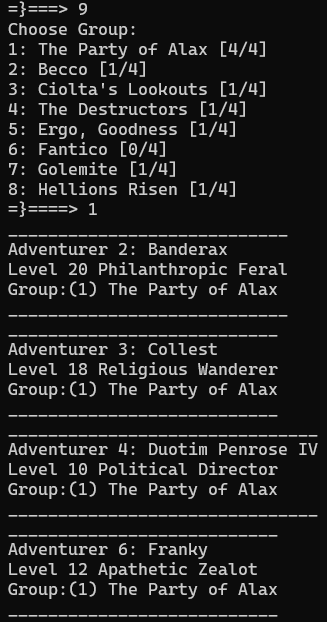 =}===> 9
Choose Group:
1: The Party of Alax [4/4]
2: Becco [1/4]
3: Ciolta's Lookouts [1/4]
4: The Destructors [1/4]
5: Ergo, Goodness [1/4]
6: Fantico [0/4]
7: Golemite [1/4]
8: Hellions Risen [1/4]
=}====> 1
____________________________
Adventurer 2: Banderax
Level 20 Philanthropic Feral
Group:(1) The Party of Alax
____________________________
___________________________
Adventurer 3: Collest
Level 18 Religious Wanderer
Group:(1) The Party of Alax
___________________________
_______________________________
Adventurer 4: Duotim Penrose IV
Level 10 Political Director
Group:(1) The Party of Alax
_______________________________
___________________________
Adventurer 6: Franky
Level 12 Apathetic Zealot
Group:(1) The Party of Alax
___________________________